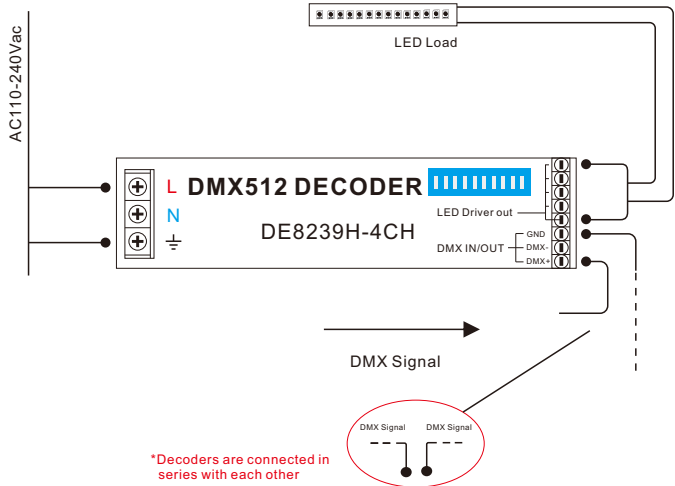 LED Load
AC110-240Vac
L DMX512 DECODER
N
LED Driver out
DE8239H-4CH
GND
DMX IN/OUT
DMX-
DMX+
DMX Signal
DMX Signal DMX Signal
*Decoders are connected in
series with each other